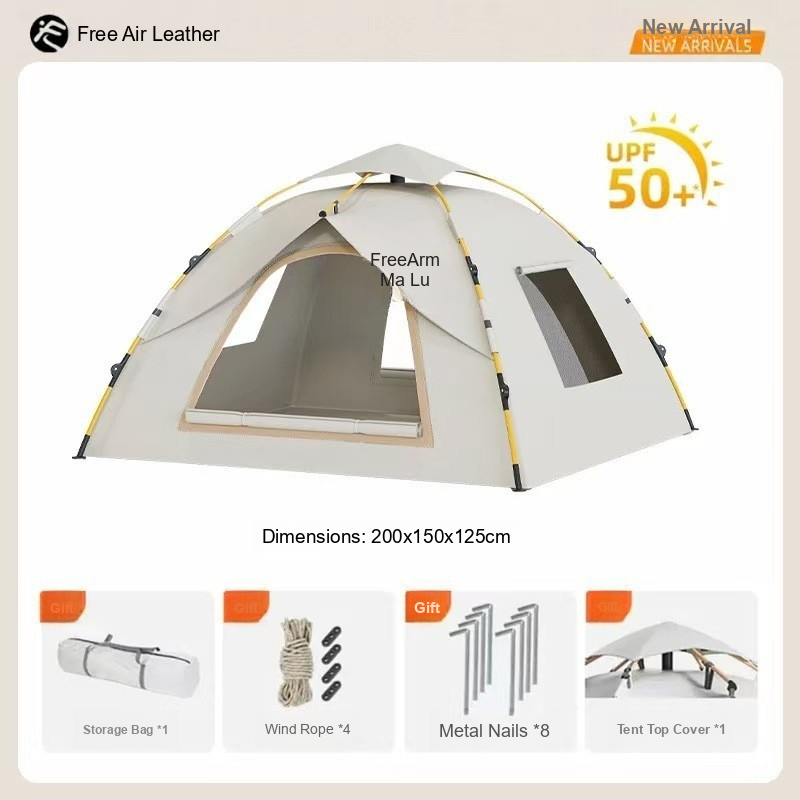 Free Air Leather
New Arrival
NEW ARRIVALS
UPF
50+
FreeArm
Ma Lu
Dimensions: 200x150x125cm
Gift
Gift
Gift
Gift
Storage Bag *1
Wind Rope *4
Metal Nails *8
Tent Top Cover *1